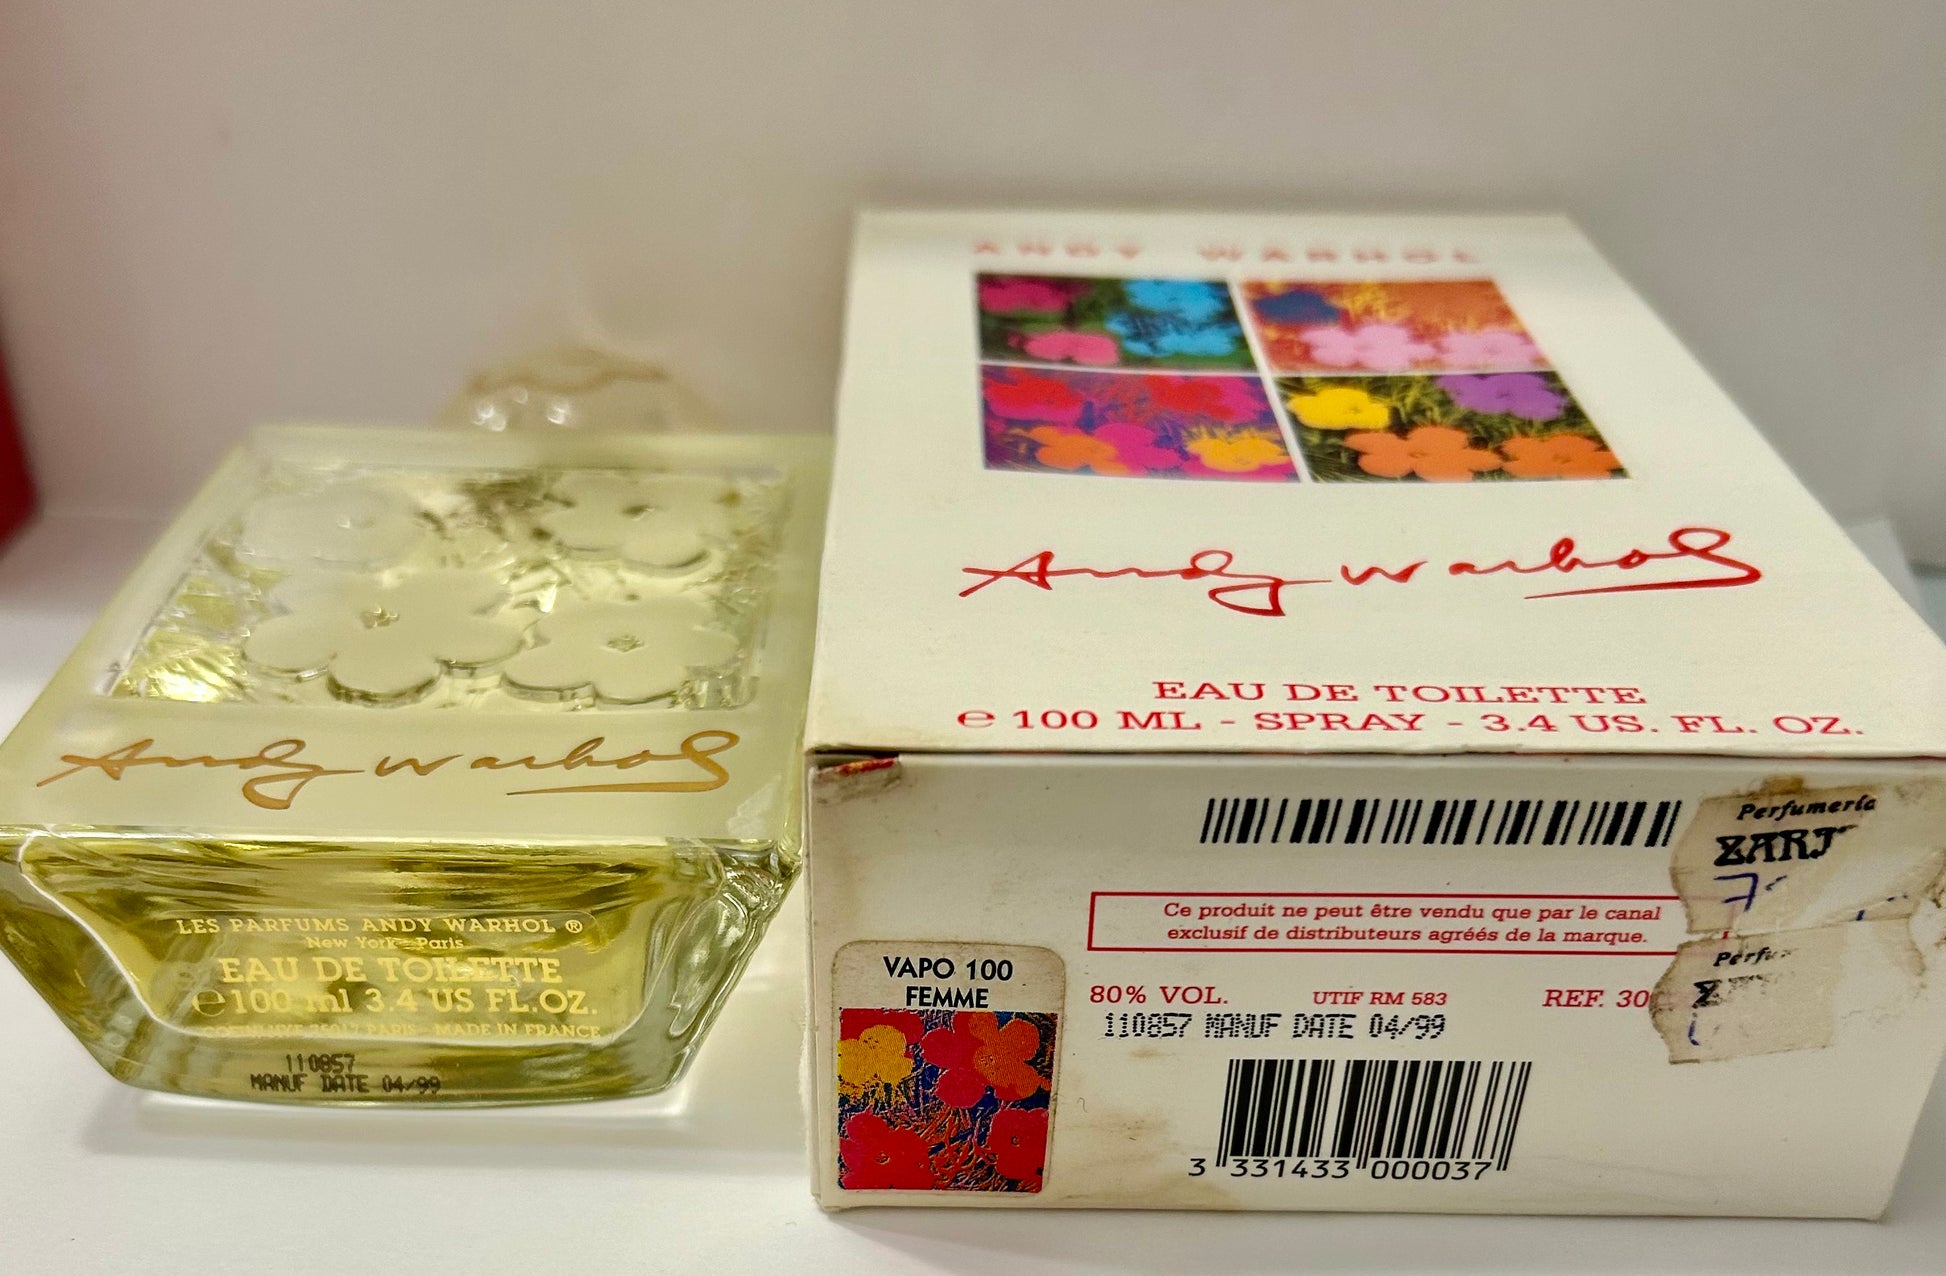 Andy Warhol
LES PARFUMS ANDY WARHOL ®
New York - Paris
EAU DE TOILETTE
℮ 100 ml 3.4 US FL.OZ.
75017 PARIS - MADE IN FRANCE
110857
MANUF DATE 04/99
ANDY WARHOL
Andy Warhol
EAU DE TOILETTE
℮ 100 ML - SPRAY - 3.4 US. FL. OZ.
Perfumería
Ce produit ne peut être vendu que par le canal
exclusif de distributeurs agréés de la marque.
VAPO 100
FEMME
80% VOL. UTIF RM 583 REF. 30
110857 MANUF DATE 04/99
3 331433 000037